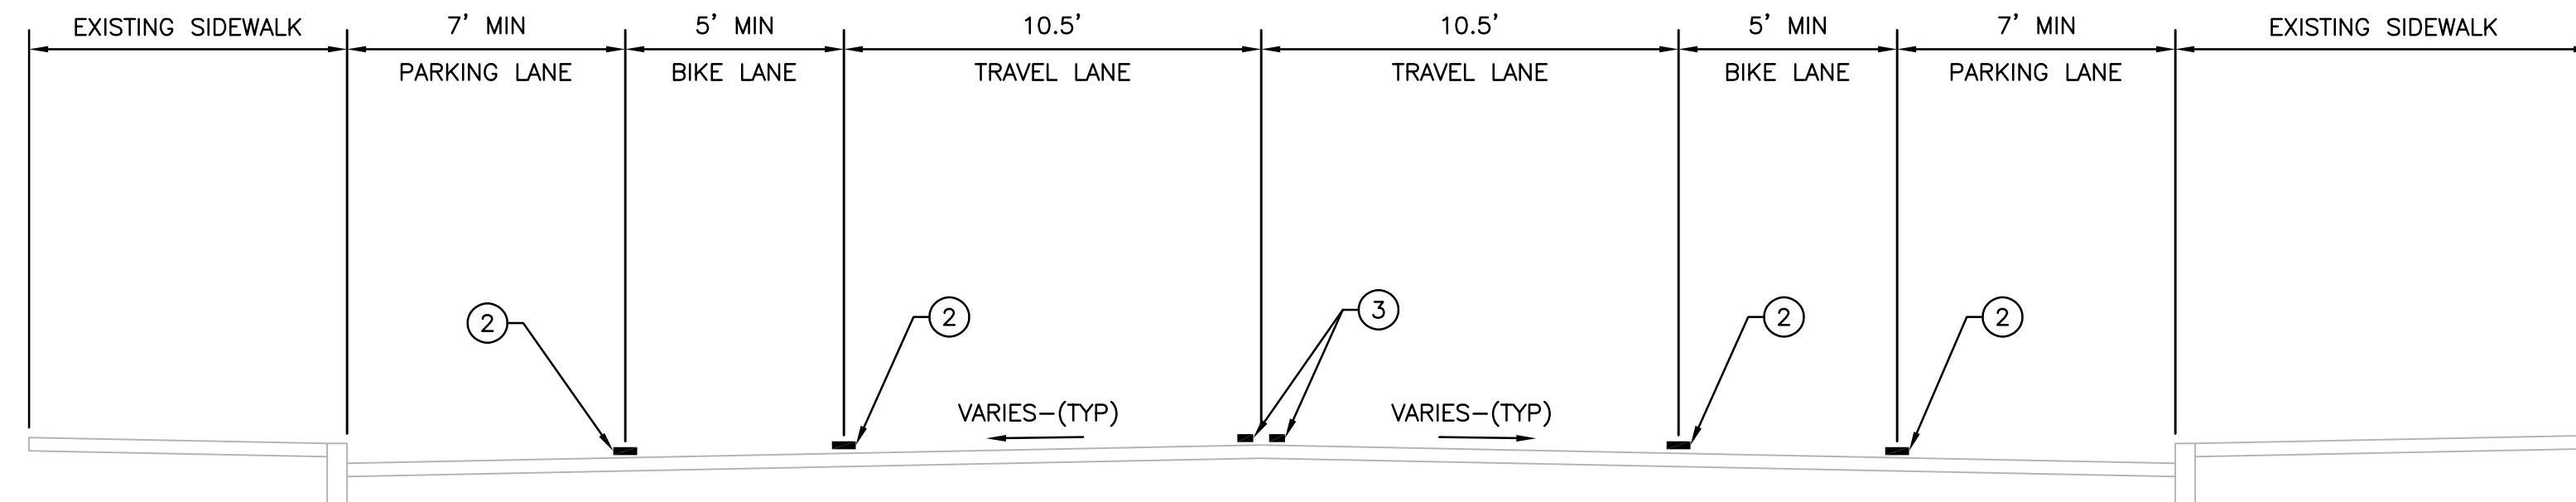 EXISTING SIDEWALK
7' MIN
PARKING LANE
5' MIN
BIKE LANE
10.5'
TRAVEL LANE
10.5'
TRAVEL LANE
5' MIN
BIKE LANE
7' MIN
PARKING LANE
EXISTING SIDEWALK
2
2
3
2
2
VARIES-(TYP)
VARIES-(TYP)